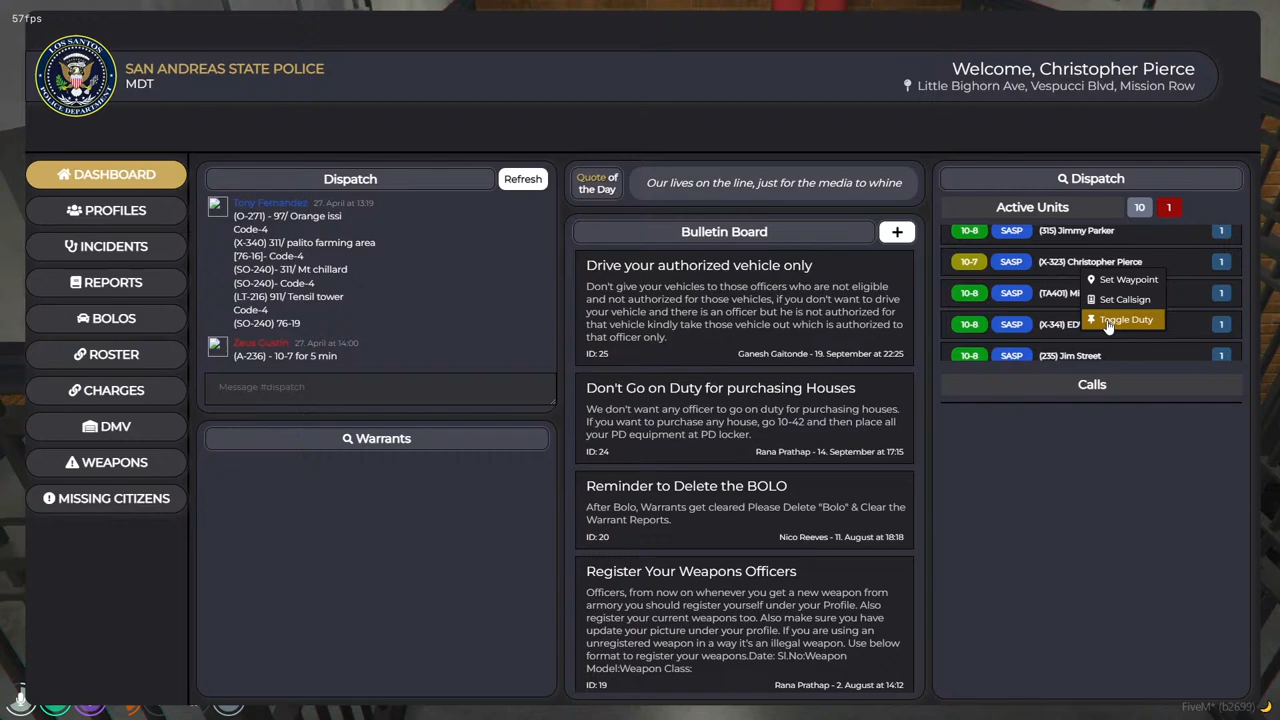 57fps
LOS SANTOS
POLICE DEPARTMENT
SAN ANDREAS STATE POLICE
MDT
Welcome, Christopher Pierce
Little Bighorn Ave, Vespucci Blvd, Mission Row
DASHBOARD
PROFILES
INCIDENTS
REPORTS
BOLOS
ROSTER
CHARGES
DMV
WEAPONS
MISSING CITIZENS
Dispatch
Refresh
Tony Fernandez 27. April at 13:19
(O-271) - 97/ Orange issi
Code-4
(X-340) 311/ palito farming area
[76-16]- Code-4
(SO-240)- 311/ Mt chillard
Code-4
(LT-216) 911/ Tensil tower
(SO-240) 76-19
Zeus Gustin 27. April at 13:19
(A-236) - 10-7 for 5 min
Message #dispatch
Warrants
Quote of
the Day
Our lives on the line, just for the media to whine
Bulletin Board
+
Drive your authorized vehicle only
Don't give your vehicles to those officers who are not eligible
and not authorized for those vehicles, if you don't want to drive
your vehicle and there is an officer but he is not authorized to
that vehicle kindly take those unit which is authorized to
that officer only.
ID: 25
Ganesh Gaitonde - 19. September at 22:25
Don't Go on Duty for purchasing Houses
We don't want any officer to go on duty for purchasing houses.
If you want to purchase any house, go 10-42 and then place all
your PD equipment at PD locker.
ID: 24
Rana Prathap - 14. September at 17:15
Reminder to Delete the BOLO
After Bolo, Warrants get cleared Please Delete "Bolo" & Clear the
Warrant Reports.
ID: 20
Nico Reeves - 11. August at 18:18
Register Your Weapons Officers
Officers, from now on whenever you get a new weapon from
armory you should register yourself under your Profile. Also
register your current weapons too. Also make sure you have
update your picture under your profile. If you are using an
unregistered weapon in a way it's an illegal weapon. Use below
format to register your weapons.Date: Sl.No:Weapon
Model:Weapon Class:
ID: 19
Rana Prathap - 2. August at 14:12
Dispatch
Active Units 10 1
10-8 SASP (315) Jimmy Parker 1
10-7 SASP (X-323) Christopher Pierce 1
10-8 SASP (TA401) Mi 1
10-8 SASP (X-341) ED 1
10-8 SASP (235) Jim Street 1
Set Waypoint
Set Callsign
Toggle Duty
Calls
FiveM* (b2699)